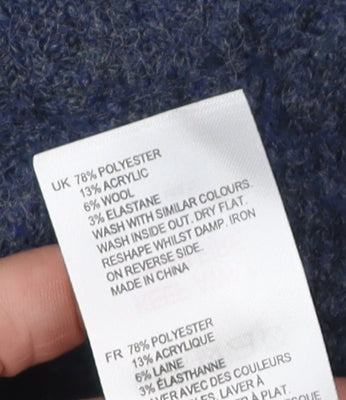 UK 78% POLYESTER
13% ACRYLIC
6% WOOL
3% ELASTANE
WASH WITH SIMILAR COLOURS.
WASH INSIDE OUT. DRY FLAT.
RESHAPE WHILST DAMP. IRON
ON REVERSE SIDE.
MADE IN CHINA
FR 78% POLYESTER
13% ACRYLIQUE
6% LAINE
3% ÉLASTHANNE
AVER AVEC DES COULEURS
LES, LAVER À
À PLAT.